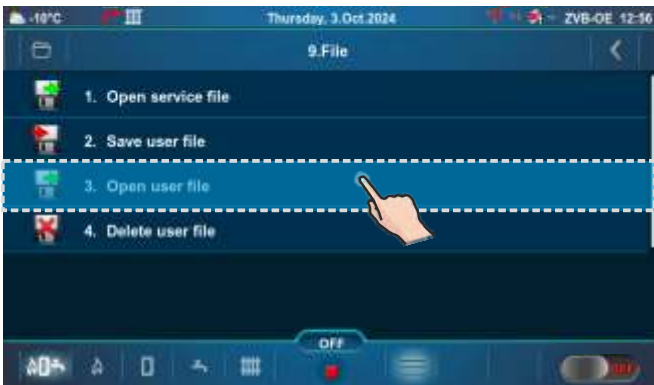 -10°C Thursday, 3.Oct.2024 ZVB-OE 12:56
9.File
1. Open service file
2. Save user file
3. Open user file
4. Delete user file
OFF
OFF